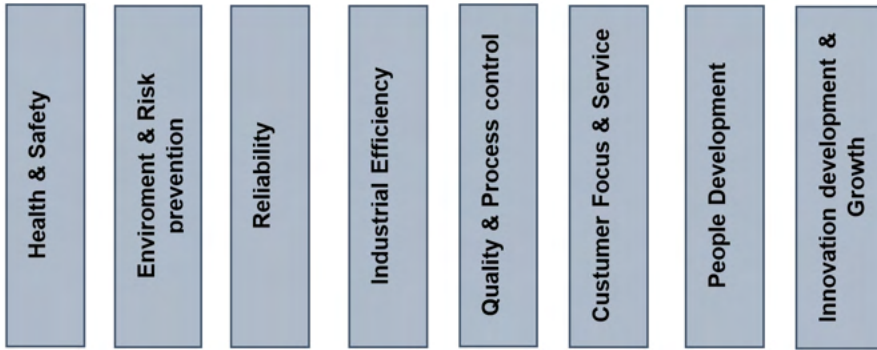 Health & Safety
Enviroment & Risk
prevention
Reliability
Industrial Efficiency
Quality & Process control
Custumer Focus & Service
People Development
Innovation development &
Growth